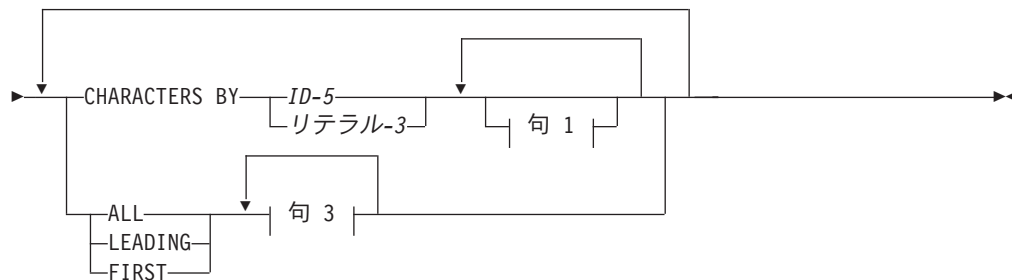 CHARACTERS BY ID-5 句 1
リテラル-3
ALL 句 3
LEADING
FIRST